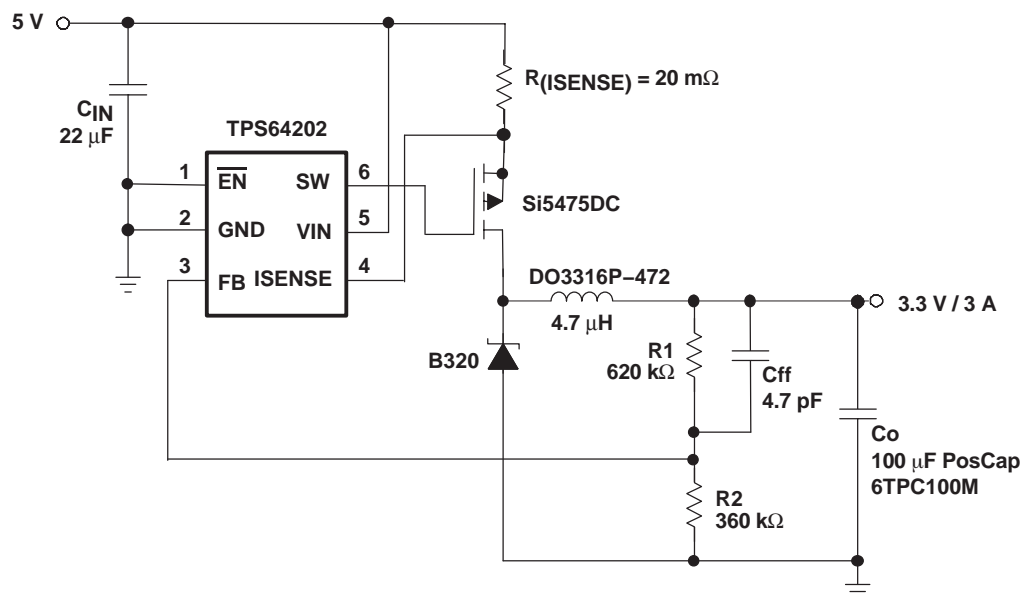 5 V
R(ISENSE) = 20 mΩ
CIN
22 μF
TPS64202
1
EN
SW
6
2
GND
VIN
5
3
FB
ISENSE
4
Si5475DC
DO3316P−472
4.7 μH
3.3 V / 3 A
B320
R1
620 kΩ
Cff
4.7 pF
Co
100 μF PosCap
6TPC100M
R2
360 kΩ